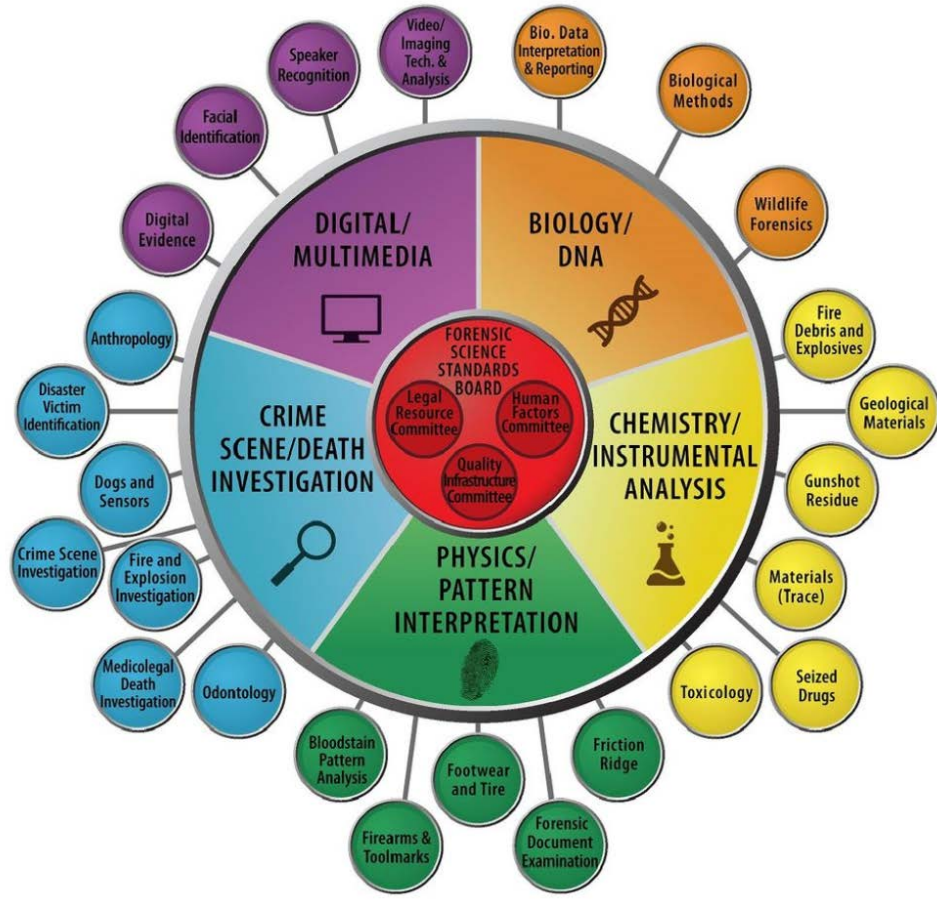 Video/
Imaging
Tech. &
Analysis
Bio. Data
Interpretation
& Reporting
Speaker
Recognition
Biological
Methods
Facial
Identification
Digital
Evidence
Wildlife
Forensics
DIGITAL/
MULTIMEDIA
BIOLOGY/
DNA
Anthropology
Fire
Debris and
Explosives
FORENSIC
SCIENCE
STANDARDS
BOARD
Legal
Resource
Committee
Human
Factors
Committee
Quality
Infrastructure
Committee
Disaster
Victim
Identification
Geological
Materials
CRIME
SCENE/DEATH
INVESTIGATION
CHEMISTRY/
INSTRUMENTAL
ANALYSIS
Dogs and
Sensors
Gunshot
Residue
Crime Scene
Investigation
Fire and
Explosion
Investigation
PHYSICS/
PATTERN
INTERPRETATION
Materials
(Trace)
Medicolegal
Death
Investigation
Odontology
Toxicology
Seized
Drugs
Bloodstain
Pattern
Analysis
Footwear
and Tire
Friction
Ridge
Firearms &
Toolmarks
Forensic
Document
Examination